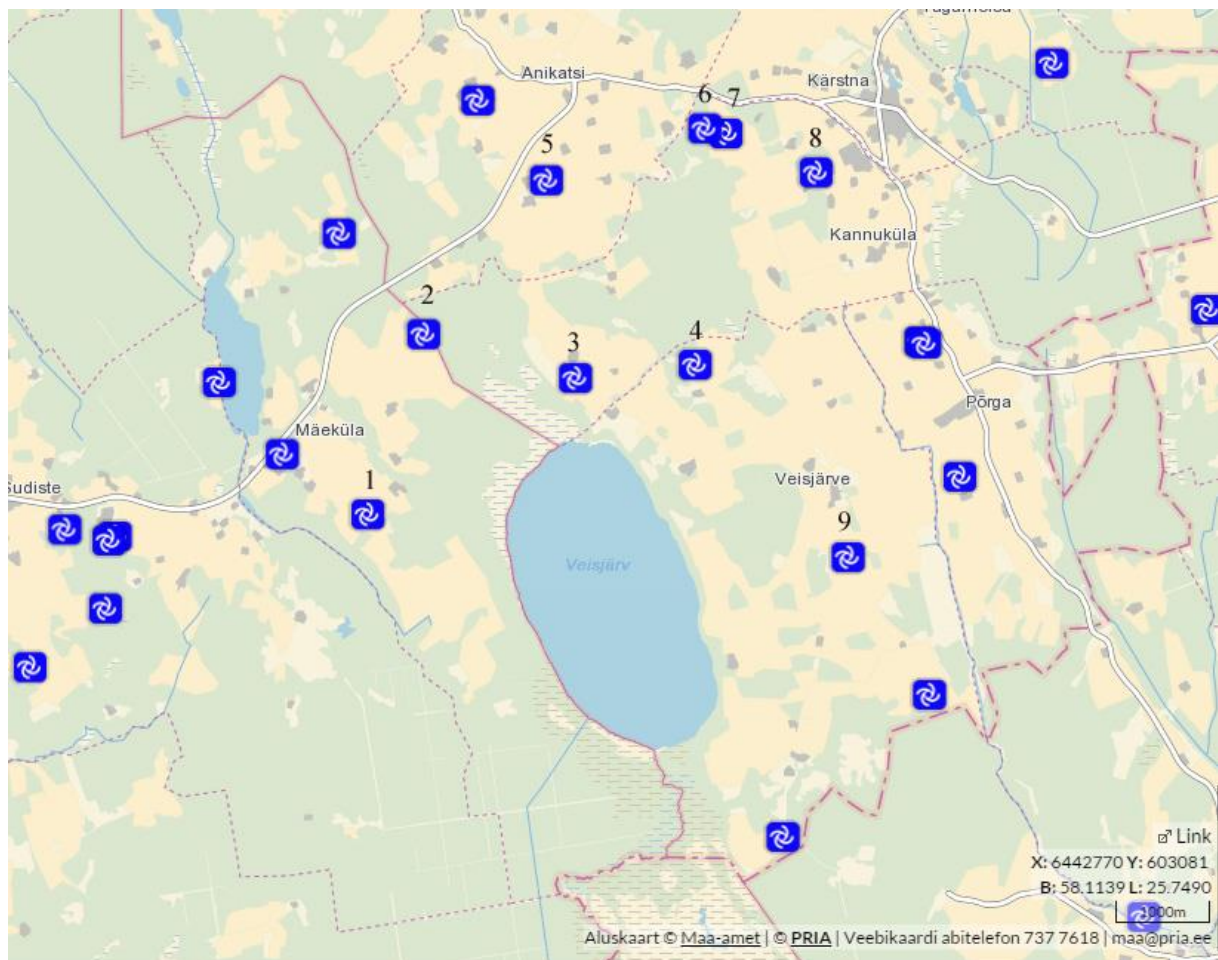 Anikatsi
Kärstna
6
7
5
8
Kannuküla
2
3
4
Põrga
Mäeküla
1
Sudiste
Veisjärve
9
Veisjärv
Link
X: 6442770 Y: 603081
B: 58.1139 L: 25.7490
1000m
Aluskaart © Maa-amet | © PRIA | Veebikaardi abitelefon 737 7618 | maa@pria.ee